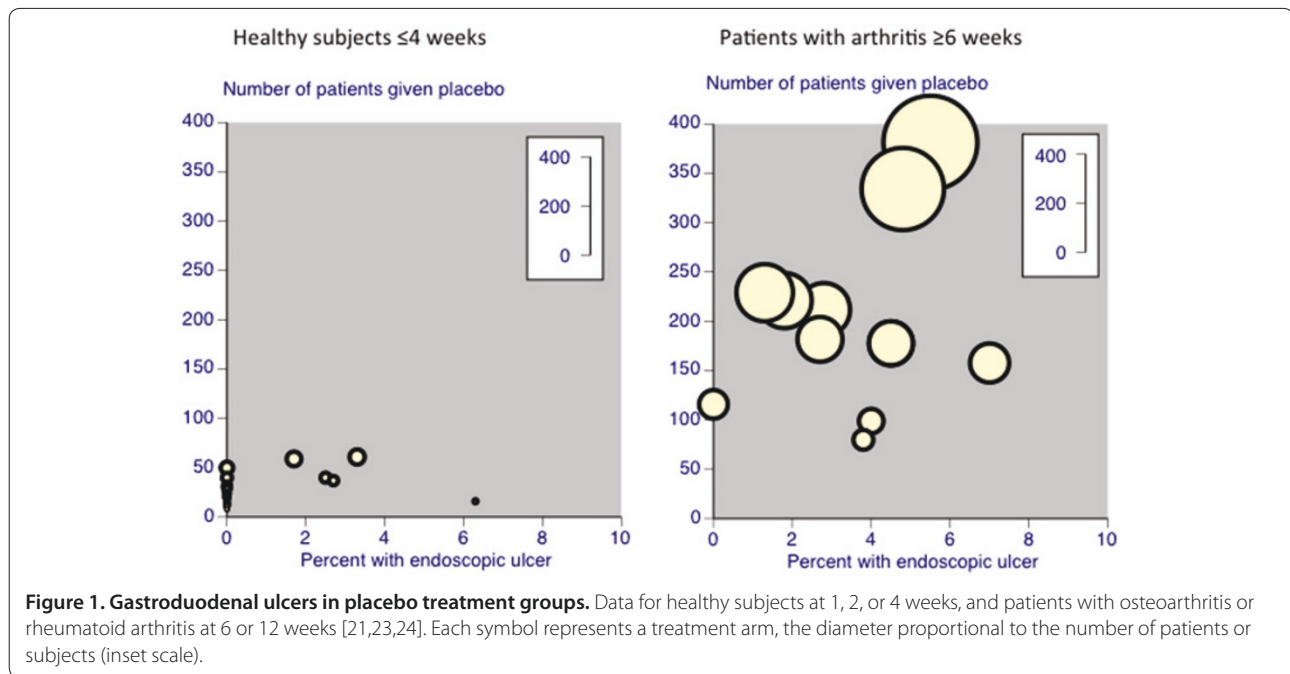 Healthy subjects ≤4 weeks
Number of patients given placebo
400
350
300
250
200
150
100
50
0
0 2 4 6 8 10
Percent with endoscopic ulcer
400
200
0
Patients with arthritis ≥6 weeks
Number of patients given placebo
400
350
300
250
200
150
100
50
0
0 2 4 6 8 10
Percent with endoscopic ulcer
400
200
0
Figure 1. Gastroduodenal ulcers in placebo treatment groups. Data for healthy subjects at 1, 2, or 4 weeks, and patients with osteoarthritis or
rheumatoid arthritis at 6 or 12 weeks [21,23,24]. Each symbol represents a treatment arm, the diameter proportional to the number of patients or
subjects (inset scale).